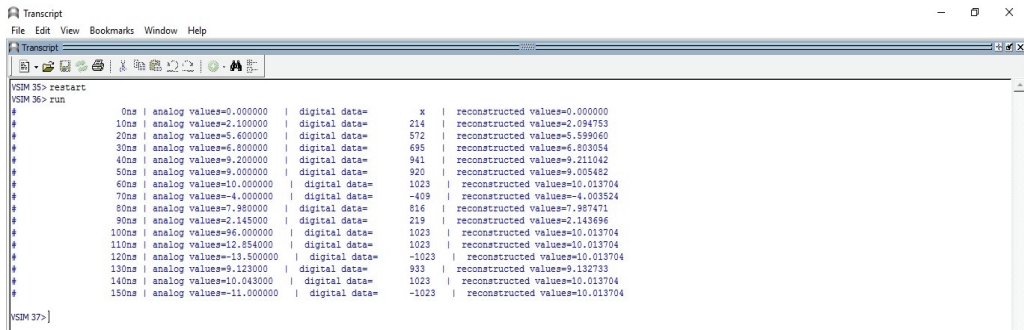 Transcript
File Edit View Bookmarks Window Help
Transcript
VSIM 35> restart
VSIM 36> run
# 0ns | analog values=0.000000 | digital data= x | reconstructed values=0.000000
# 10ns | analog values=2.100000 | digital data= 214 | reconstructed values=2.094753
# 20ns | analog values=5.600000 | digital data= 572 | reconstructed values=5.599060
# 30ns | analog values=6.800000 | digital data= 695 | reconstructed values=6.803054
# 40ns | analog values=9.200000 | digital data= 941 | reconstructed values=9.211042
# 50ns | analog values=9.000000 | digital data= 920 | reconstructed values=9.005482
# 60ns | analog values=10.000000 | digital data= 1023 | reconstructed values=10.013704
# 70ns | analog values=-4.000000 | digital data= -409 | reconstructed values=-4.003524
# 80ns | analog values=7.980000 | digital data= 816 | reconstructed values=7.987471
# 90ns | analog values=2.145000 | digital data= 219 | reconstructed values=2.143696
# 100ns | analog values=96.000000 | digital data= 1023 | reconstructed values=10.013704
# 110ns | analog values=12.854000 | digital data= 1023 | reconstructed values=10.013704
# 120ns | analog values=-13.500000 | digital data= -1023 | reconstructed values=10.013704
# 130ns | analog values=9.123000 | digital data= 933 | reconstructed values=9.132733
# 140ns | analog values=10.043000 | digital data= 1023 | reconstructed values=10.013704
# 150ns | analog values=-11.000000 | digital data= -1023 | reconstructed values=10.013704
VSIM 37>